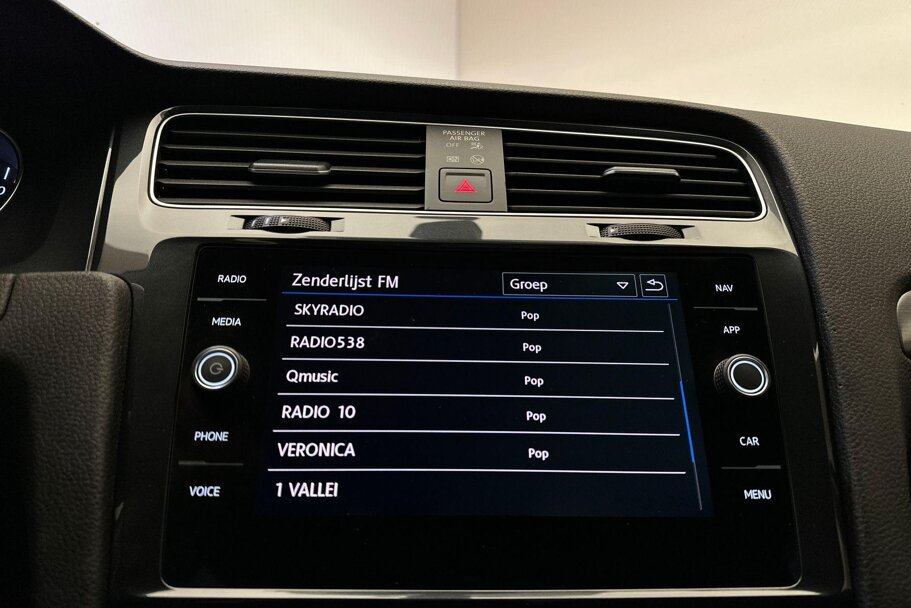 PASSENGER
AIR BAG
OFF
RADIO
MEDIA
PHONE
VOICE
Zenderlijst FM
Groep
SKYRADIO Pop
RADIO538 Pop
Qmusic Pop
RADIO 10 Pop
VERONICA Pop
1 VALLEI
NAV
APP
CAR
MENU